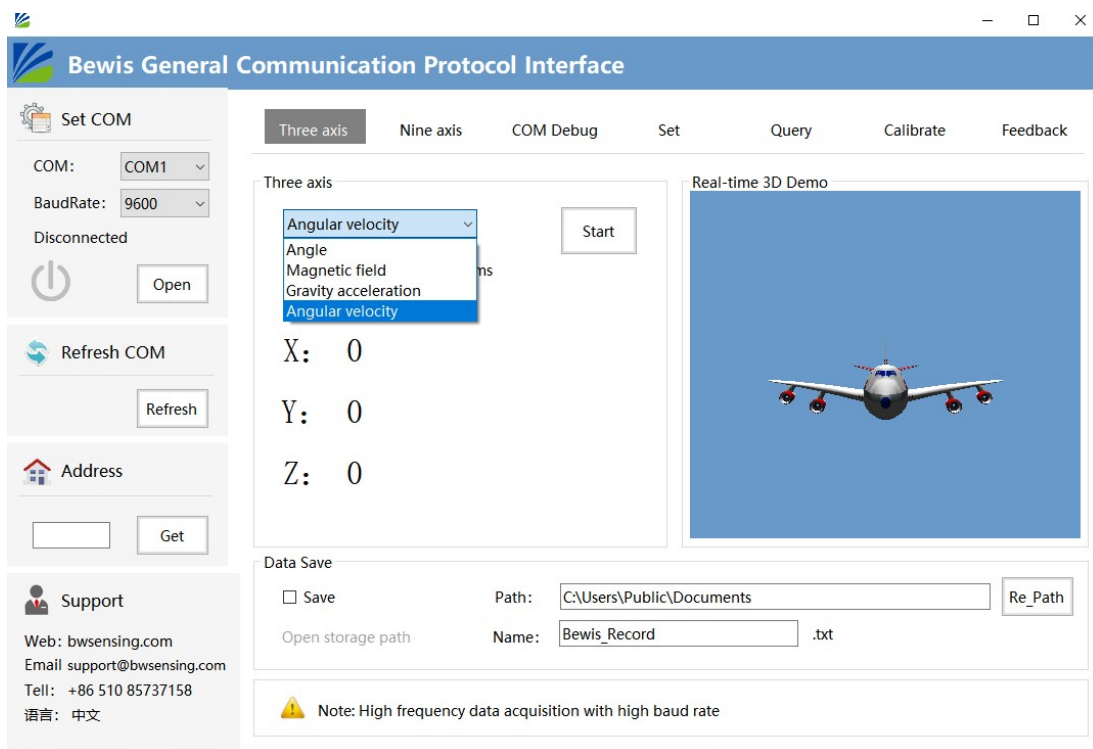 Bewis General Communication Protocol Interface
Set COM
COM: COM1
BaudRate: 9600
Disconnected
Open
Refresh COM
Refresh
Address
Get
Support
Web: bwsensing.com
Email support@bwsensing.com
Tell: +86 510 85737158
语言: 中文
Three axis Nine axis COM Debug Set Query Calibrate Feedback
Three axis
Angular velocity
Start
Angle
Magnetic field
ms
Gravity acceleration
Angular velocity
X: 0
Y: 0
Z: 0
Real-time 3D Demo
Data Save
Save Path: C:\Users\Public\Documents Re_Path
Open storage path Name: Bewis_Record .txt
Note: High frequency data acquisition with high baud rate